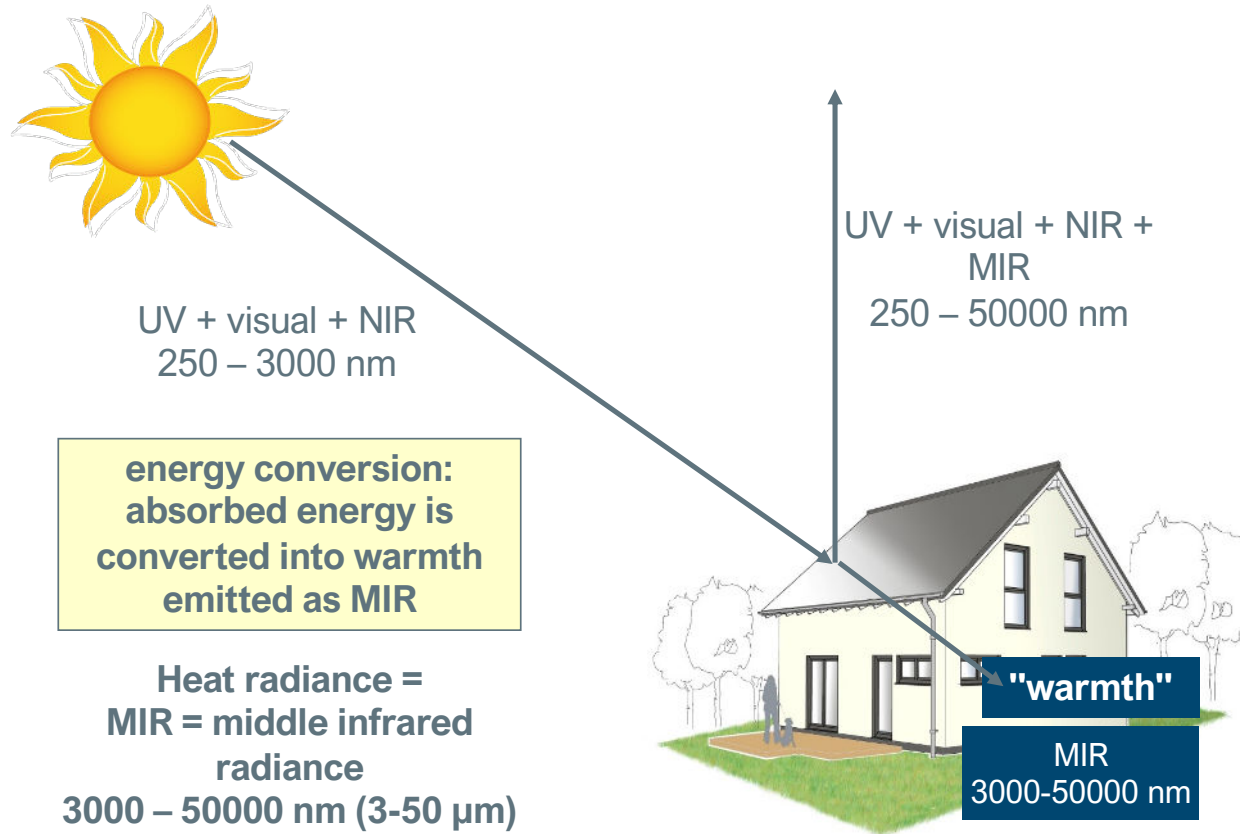 UV + visual + NIR +
MIR
250 – 50000 nm
UV + visual + NIR
250 – 3000 nm
energy conversion:
absorbed energy is
converted into warmth
emitted as MIR
Heat radiance =
MIR = middle infrared
radiance
3000 – 50000 nm (3-50 µm)
"warmth"
MIR
3000-50000 nm